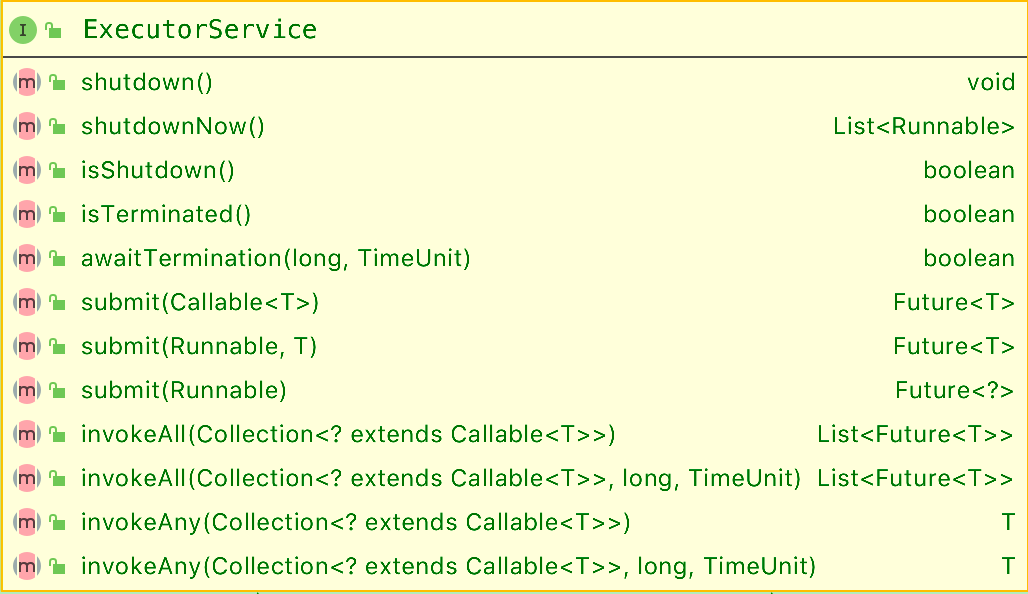 I ExecutorService
m shutdown() void
m shutdownNow() List<Runnable>
m isShutdown() boolean
m isTerminated() boolean
m awaitTermination(long, TimeUnit) boolean
m submit(Callable<T>) Future<T>
m submit(Runnable, T) Future<T>
m submit(Runnable) Future<?>
m invokeAll(Collection<? extends Callable<T>>) List<Future<T>>
m invokeAll(Collection<? extends Callable<T>>, long, TimeUnit) List<Future<T>>
m invokeAny(Collection<? extends Callable<T>>) T
m invokeAny(Collection<? extends Callable<T>>, long, TimeUnit) T